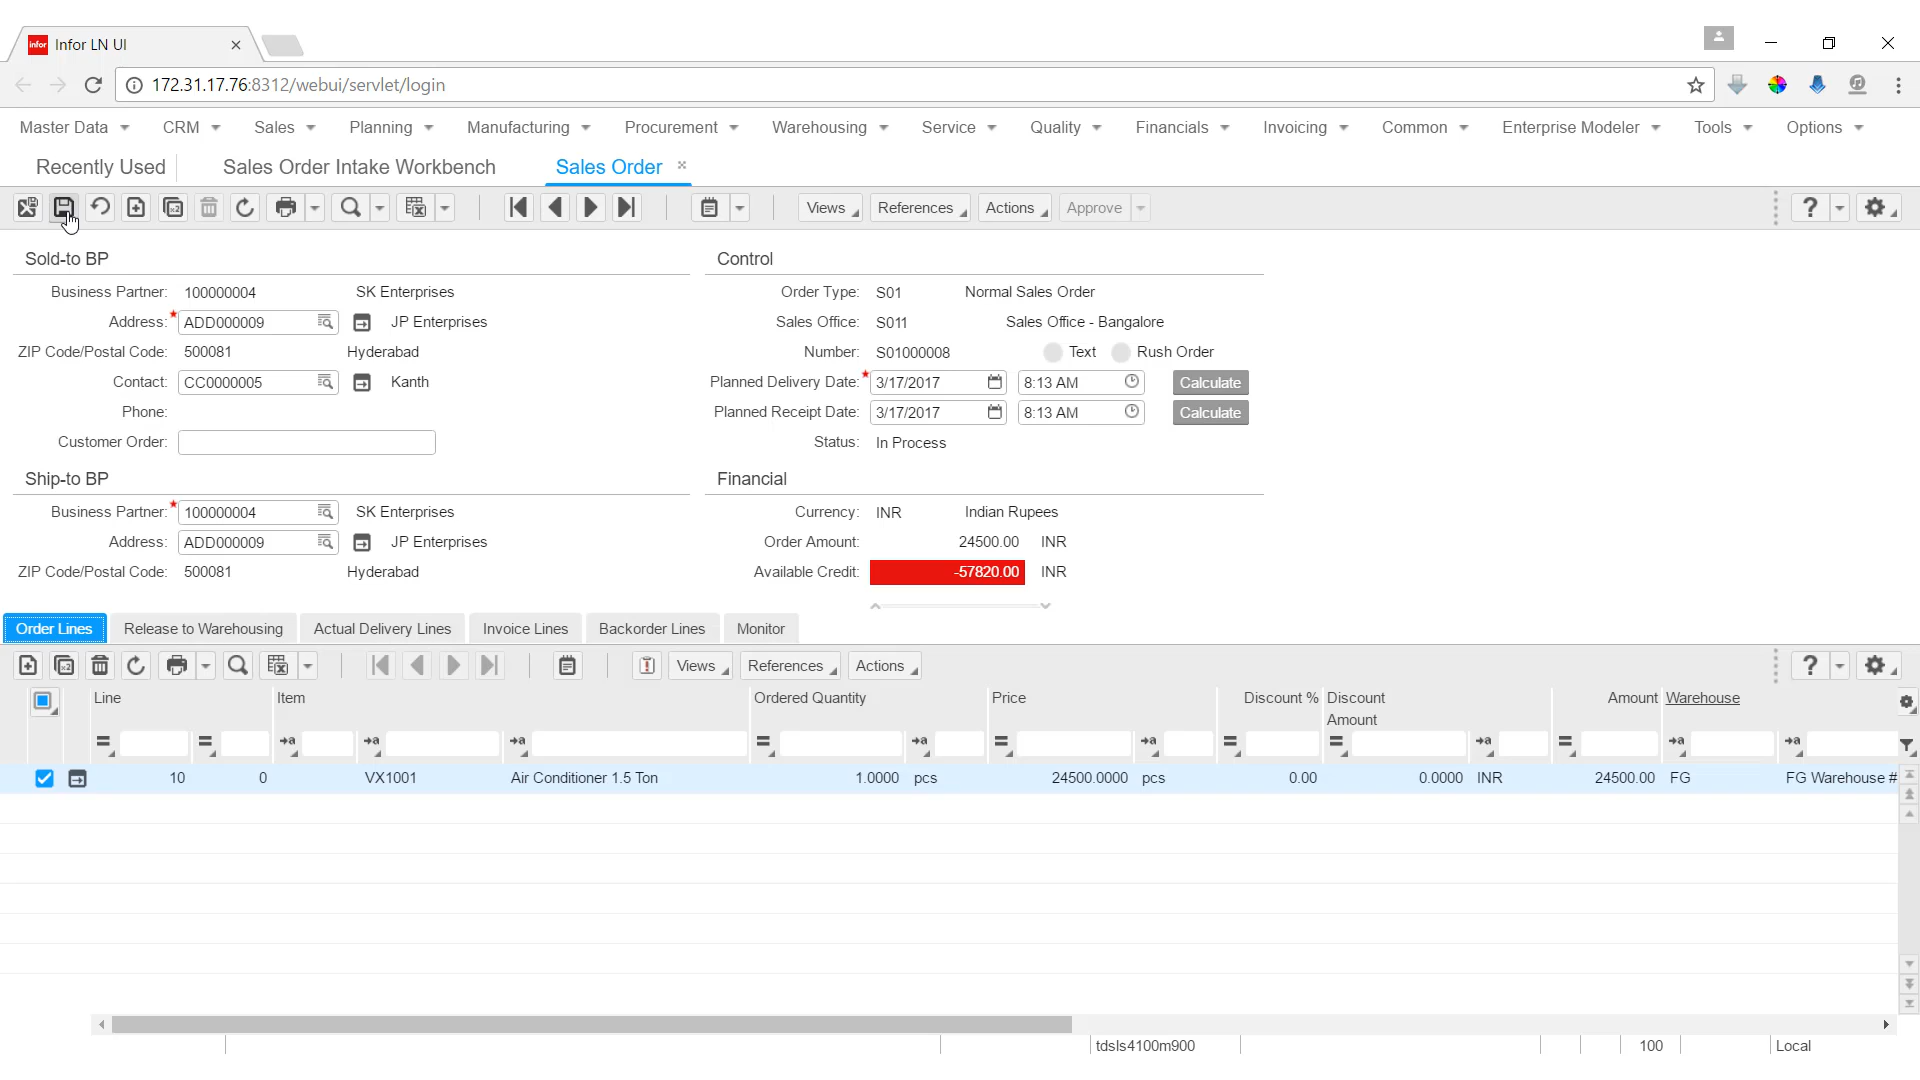 infor Infor LN UI
172.31.17.76:8312/webui/servlet/login
Master Data CRM Sales Planning Manufacturing Procurement Warehousing Service Quality Financials Invoicing Common Enterprise Modeler Tools Options
Recently Used Sales Order Intake Workbench Sales Order
Views References Actions Approve ?
Sold-to BP
Business Partner: 100000004 SK Enterprises
Address:* ADD000009 JP Enterprises
ZIP Code/Postal Code: 500081 Hyderabad
Contact: CC0000005 Kanth
Phone:
Customer Order:
Ship-to BP
Business Partner:* 100000004 SK Enterprises
Address: ADD000009 JP Enterprises
ZIP Code/Postal Code: 500081 Hyderabad
Control
Order Type: S01 Normal Sales Order
Sales Office: S011 Sales Office - Bangalore
Number: S01000008 Text Rush Order
Planned Delivery Date:* 3/17/2017 8:13 AM Calculate
Planned Receipt Date: 3/17/2017 8:13 AM Calculate
Status: In Process
Financial
Currency: INR Indian Rupees
Order Amount: 24500.00 INR
Available Credit: -57820.00 INR
Order Lines Release to Warehousing Actual Delivery Lines Invoice Lines Backorder Lines Monitor
Views References Actions ?
Line Item Ordered Quantity Price Discount % Discount Amount Amount Warehouse
10 0 VX1001 Air Conditioner 1.5 Ton 1.0000 pcs 24500.0000 pcs 0.00 0.0000 INR 24500.00 FG FG Warehouse #
tdsls4100m900 100 Local